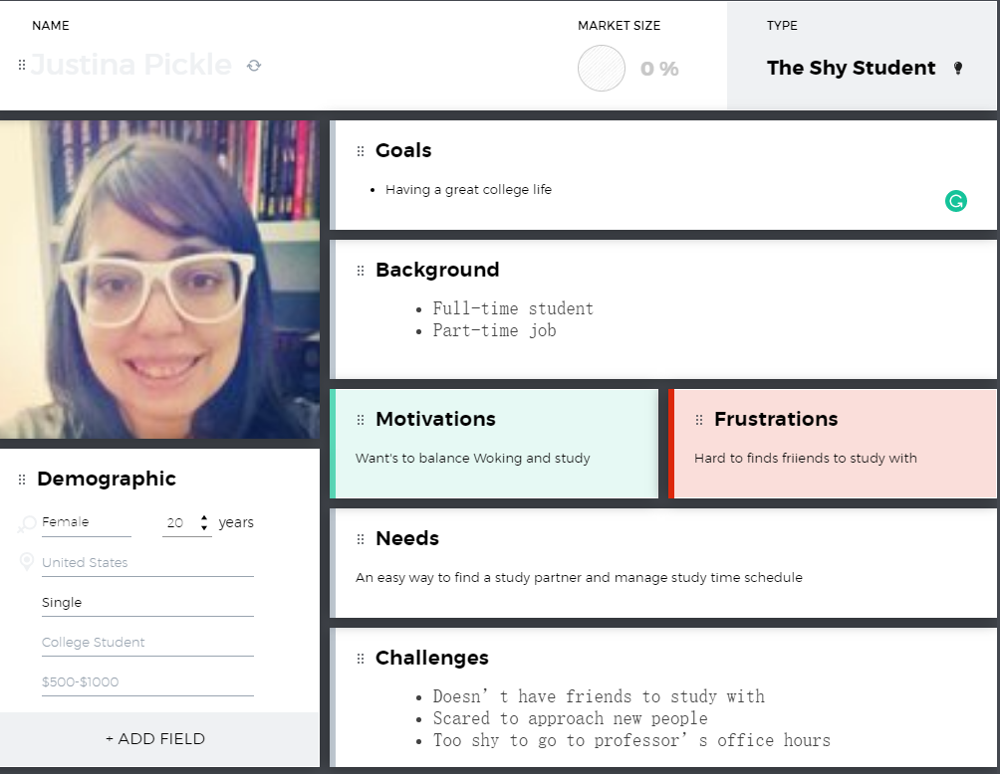 NAME
Justina Pickle
MARKET SIZE
0 %
TYPE
The Shy Student
Goals
• Having a great college life
Background
• Full-time student
• Part-time job
Motivations
Want's to balance Woking and study
Frustrations
Hard to finds friiends to study with
Demographic
Female 20 years
United States
Single
College Student
$500-$1000
+ ADD FIELD
Needs
An easy way to find a study partner and manage study time schedule
Challenges
• Doesn’t have friends to study with
• Scared to approach new people
• Too shy to go to professor’s office hours